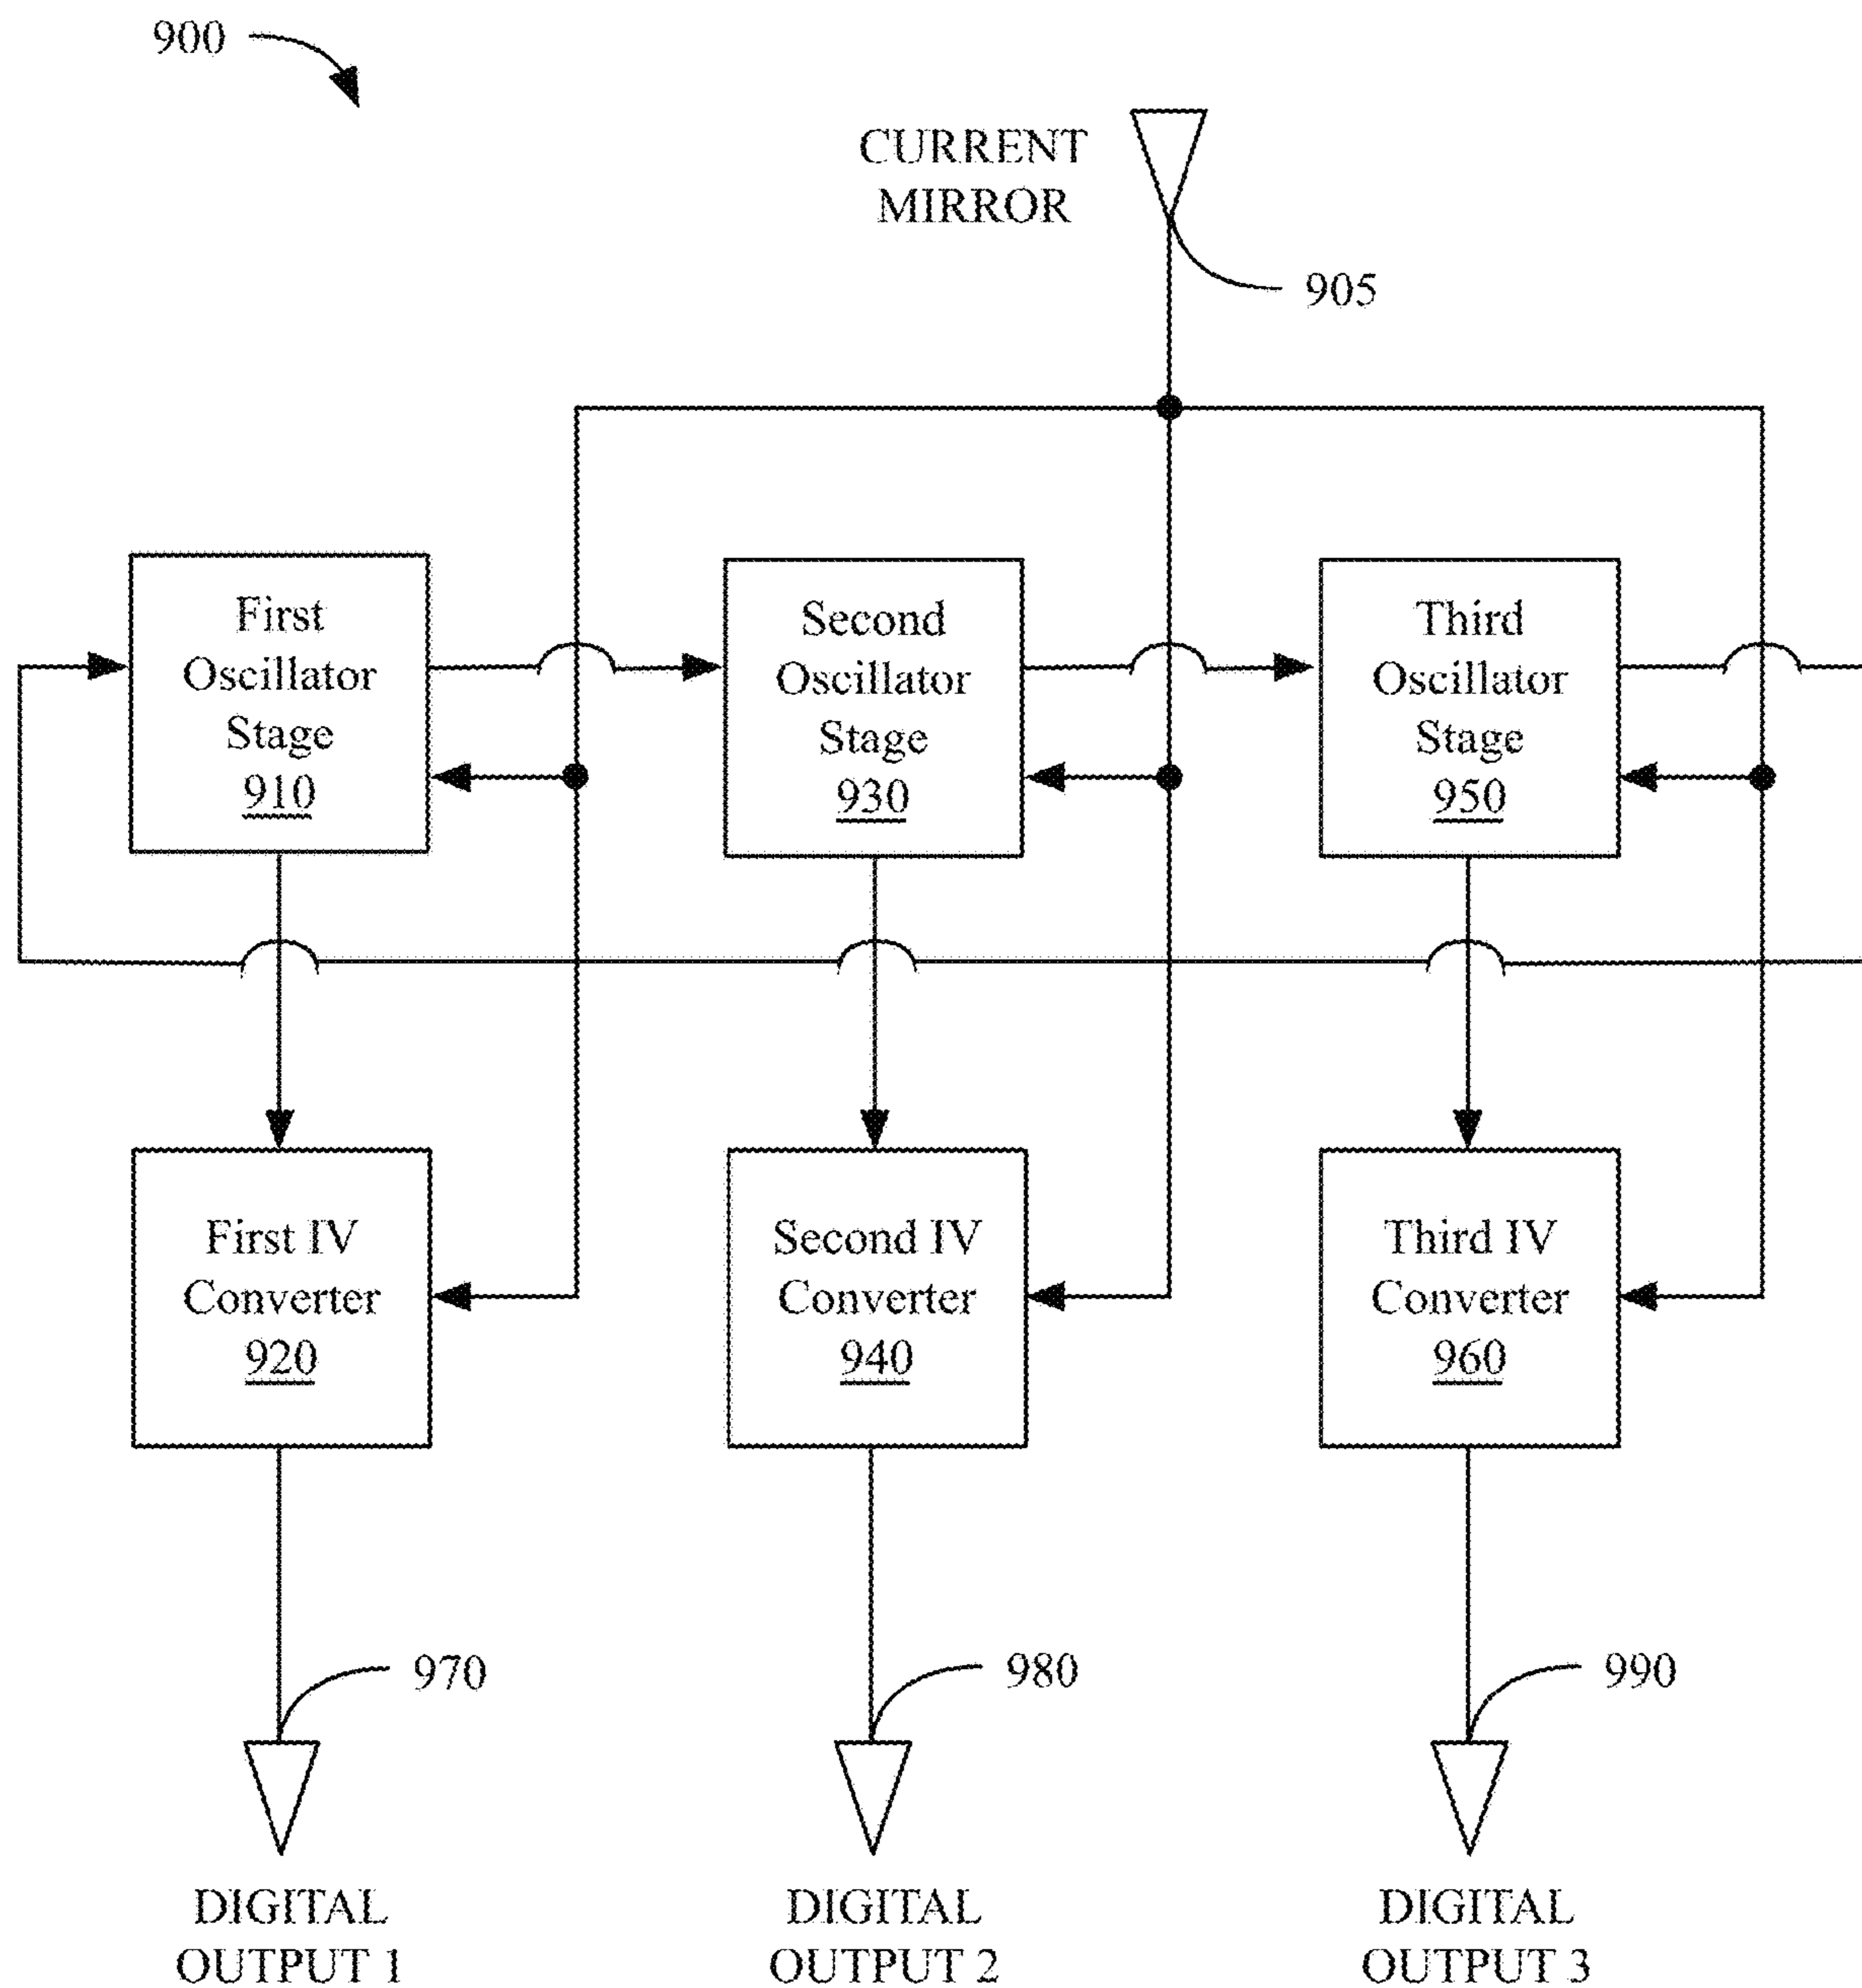 900
CURRENT
MIRROR
905
First
Oscillator
Stage
910
Second
Oscillator
Stage
930
Third
Oscillator
Stage
950
First IV
Converter
920
Second IV
Converter
940
Third IV
Converter
960
970
980
990
DIGITAL
OUTPUT 1
DIGITAL
OUTPUT 2
DIGITAL
OUTPUT 3